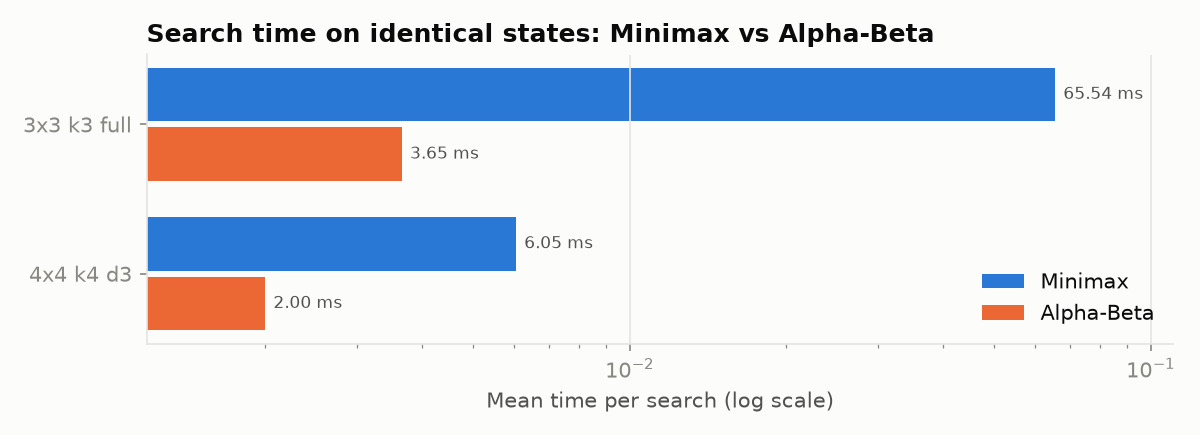 Search time on identical states: Minimax vs Alpha-Beta
3x3 k3 full
65.54 ms
3.65 ms
4x4 k4 d3
6.05 ms
2.00 ms
Minimax
Alpha-Beta
10⁻²
10⁻¹
Mean time per search (log scale)